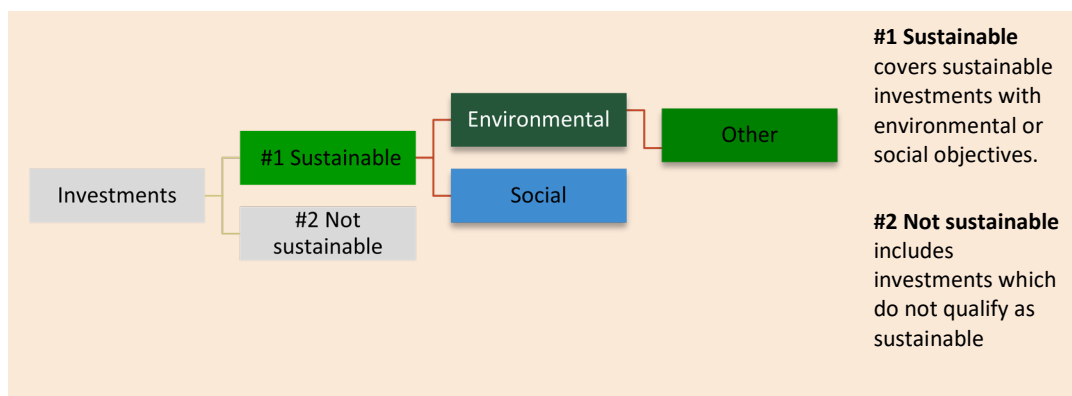 Investments
#1 Sustainable
#2 Not
sustainable
Environmental
Social
Other
#1 Sustainable
covers sustainable
investments with
environmental or
social objectives.
#2 Not sustainable
includes
investments which
do not qualify as
sustainable